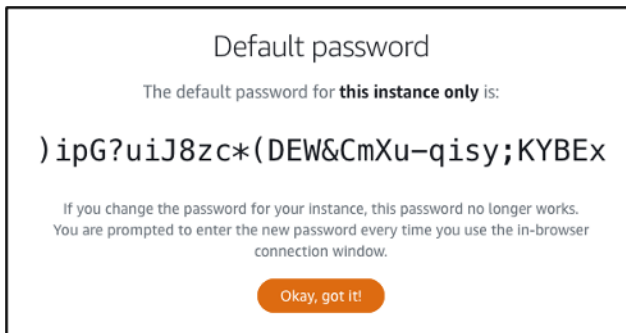 Default password
The default password for this instance only is:
)ipG?uiJ8zc*(DEW&CmXu-qisy;KYBEx
If you change the password for your instance, this password no longer works.
You are prompted to enter the new password every time you use the in-browser
connection window.
Okay, got it!